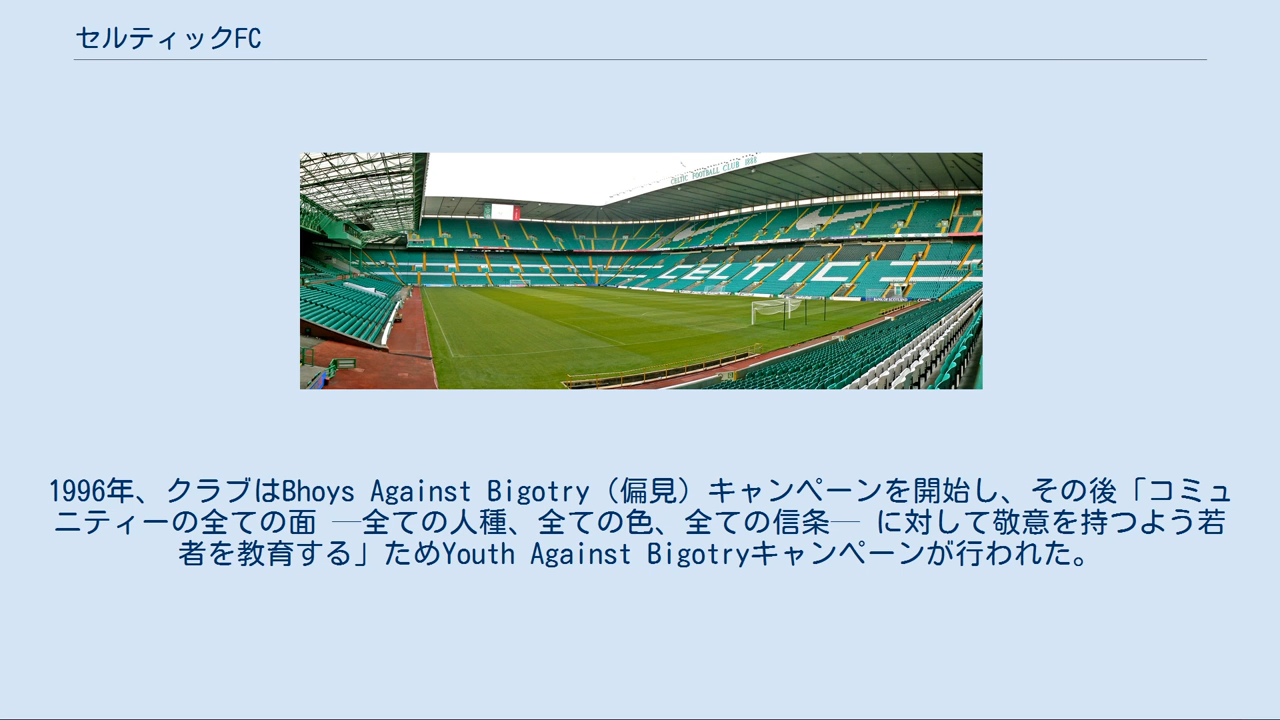 セルティックFC
CELTIC FOOTBALL CLUB 1888
CELTIC
1996年、クラブはBhoys Against Bigotry（偏見）キャンペーンを開始し、その後「コミュ
ニティーの全ての面 ―全ての人種、全ての色、全ての信条― に対して敬意を持つよう若
者を教育する」ためYouth Against Bigotryキャンペーンが行われた。